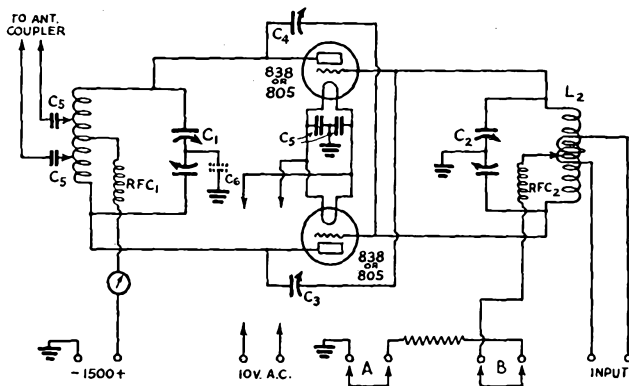 TO ANT.
COUPLER
C5
C5
RFC1
C1
C6
C4
838
OR
805
C5
838
OR
805
C3
C2
RFC2
L2
-1500+
10V. A.C.
A
B
INPUT